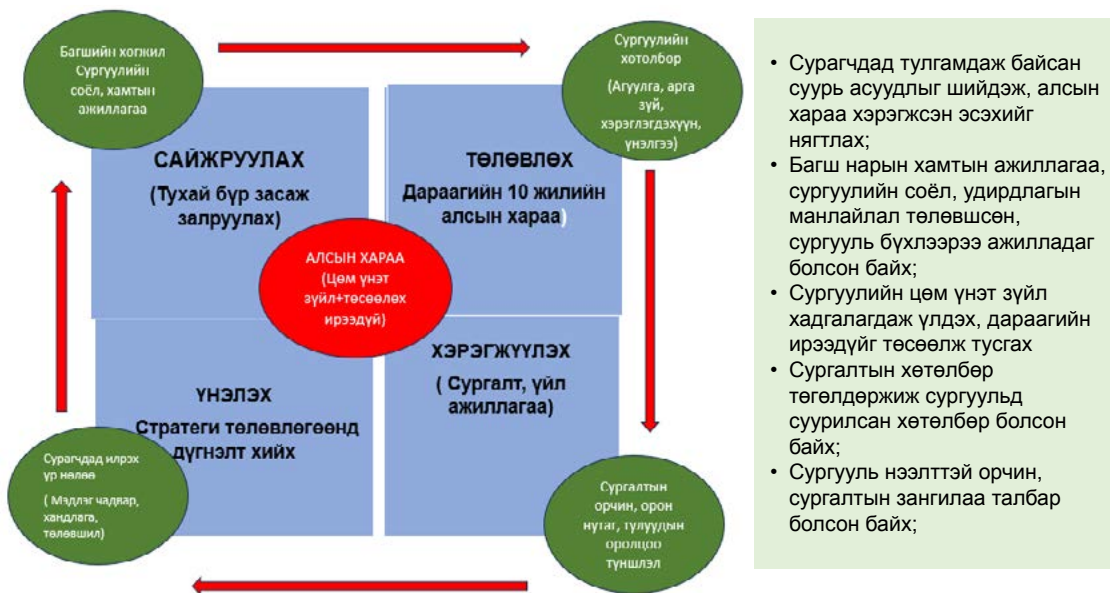 Багшийн хөгжил
Сургуулийн
соёл, хамтын
ажиллагаа
Сургуулийн
хотолбор
(Агуулга, арга
зүй,
хэрэглэгдэхүүн,
үнэлгээ)
САЙЖРУУЛАХ
(Тухай бүр засаж
залруулах)
ТӨЛӨВЛӨХ
Дараагийн 10 жилийн
алсын хараа)
АЛСЫН ХАРАА
(Цөм үнэт
зүйл+төсөөлөх
ирээдүй)
ҮНЭЛЭХ
Стратеги төлөвлөгөөнд
дүгнэлт хийх
ХЭРЭГЖҮҮЛЭХ
( Сургалт, үйл
ажиллагаа)
Сурагчдад илрэх
үр нөлөө
( Мэдлэг чадвар,
хандлага,
төлөвшил)
Сургалтын
орчин, орон
нутаг, тулуудын
оролцоо
түншлэл
• Сурагчдад тулгамдаж байсан
суурь асуудлыг шийдэж, алсын
хараа хэрэгжсэн эсэхийг
нягтлах;
• Багш нарын хамтын ажиллагаа,
сургуулийн соёл, удирдлагын
манлайлал төлөвшсөн,
сургууль бүхлээрээ ажилладаг
болсон байх;
• Сургуулийн цөм үнэт зүйл
хадгалагдаж үлдэх, дараагийн
ирээдүйг төсөөлж тусгах
• Сургалтын хөтөлбөр
төгөлдөржиж сургуульд
суурилсан хөтөлбөр болсон
байх;
• Сургууль нээлттэй орчин,
сургалтын зангилаа талбар
болсон байх;